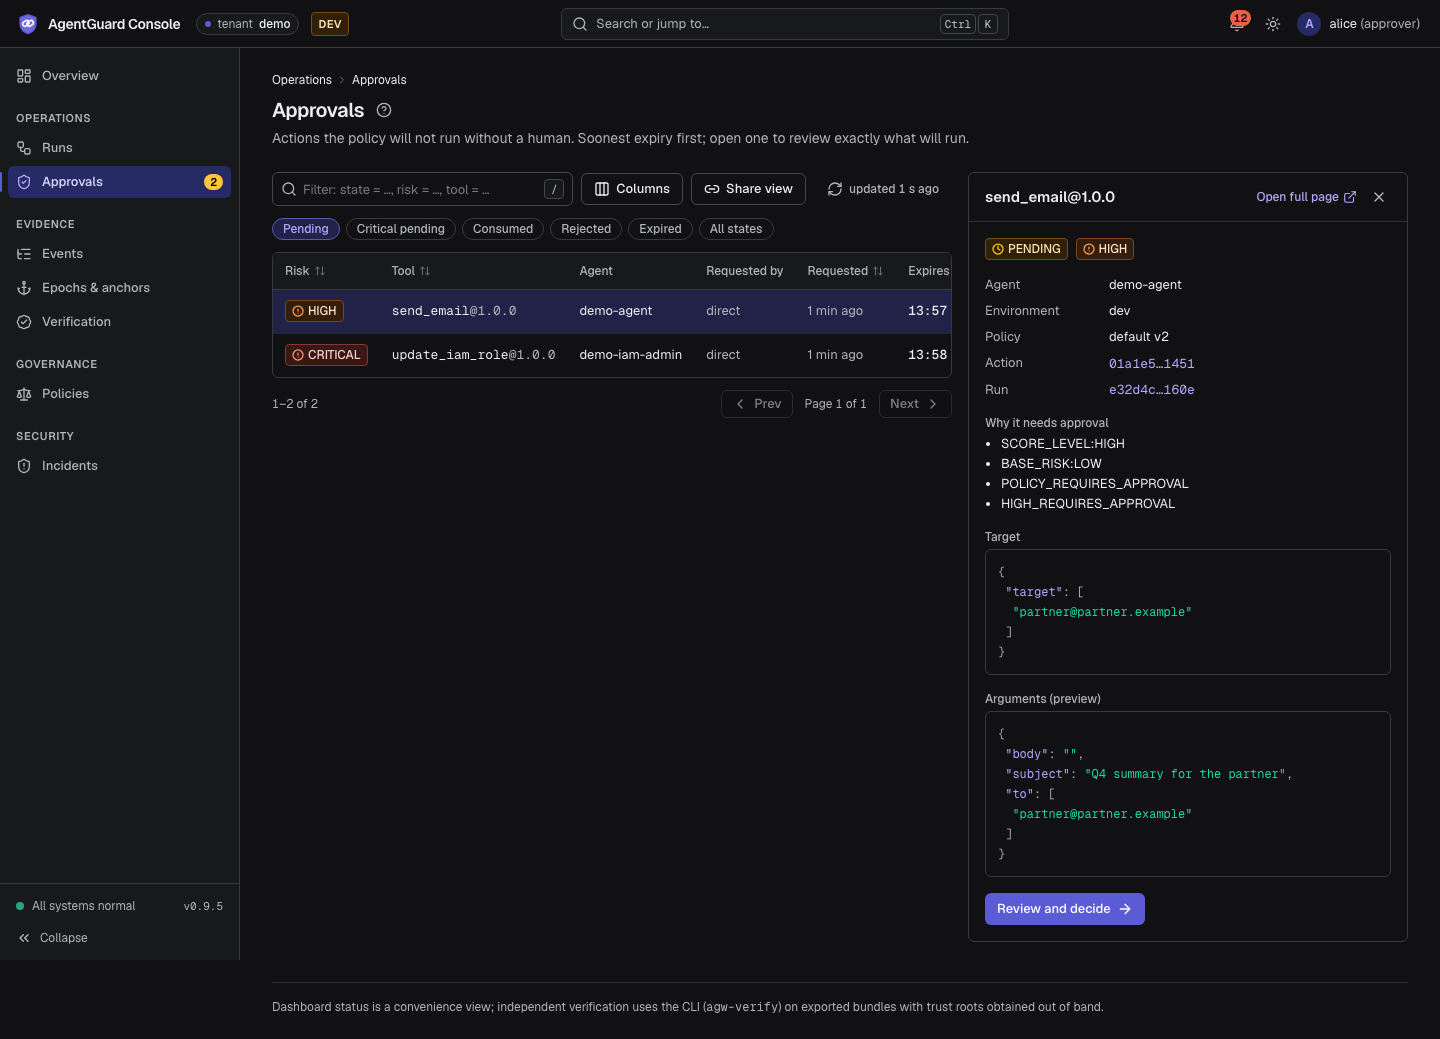 AgentGuard Console
tenant demo
DEV
Search or jump to...
Ctrl K
12
A
alice (approver)
Overview
OPERATIONS
Runs
Approvals 2
EVIDENCE
Events
Epochs & anchors
Verification
GOVERNANCE
Policies
SECURITY
Incidents
All systems normal v0.9.5
Collapse
Operations > Approvals
Approvals
Actions the policy will not run without a human. Soonest expiry first; open one to review exactly what will run.
Filter: state = ..., risk = ..., tool = ... /
Columns
Share view
updated 1 s ago
Pending Critical pending Consumed Rejected Expired All states
Risk Tool Agent Requested by Requested Expires
HIGH send_email@1.0.0 demo-agent direct 1 min ago 13:57
CRITICAL update_iam_role@1.0.0 demo-iam-admin direct 1 min ago 13:58
1–2 of 2
Prev Page 1 of 1 Next
send_email@1.0.0
Open full page
PENDING HIGH
Agent demo-agent
Environment dev
Policy default v2
Action 01a1e5…1451
Run e32d4c…160e
Why it needs approval
• SCORE_LEVEL:HIGH
• BASE_RISK:LOW
• POLICY_REQUIRES_APPROVAL
• HIGH_REQUIRES_APPROVAL
Target
{
"target": [
"partner@partner.example"
]
}
Arguments (preview)
{
"body": "",
"subject": "Q4 summary for the partner",
"to": [
"partner@partner.example"
]
}
Review and decide
Dashboard status is a convenience view; independent verification uses the CLI (agw-verify) on exported bundles with trust roots obtained out of band.